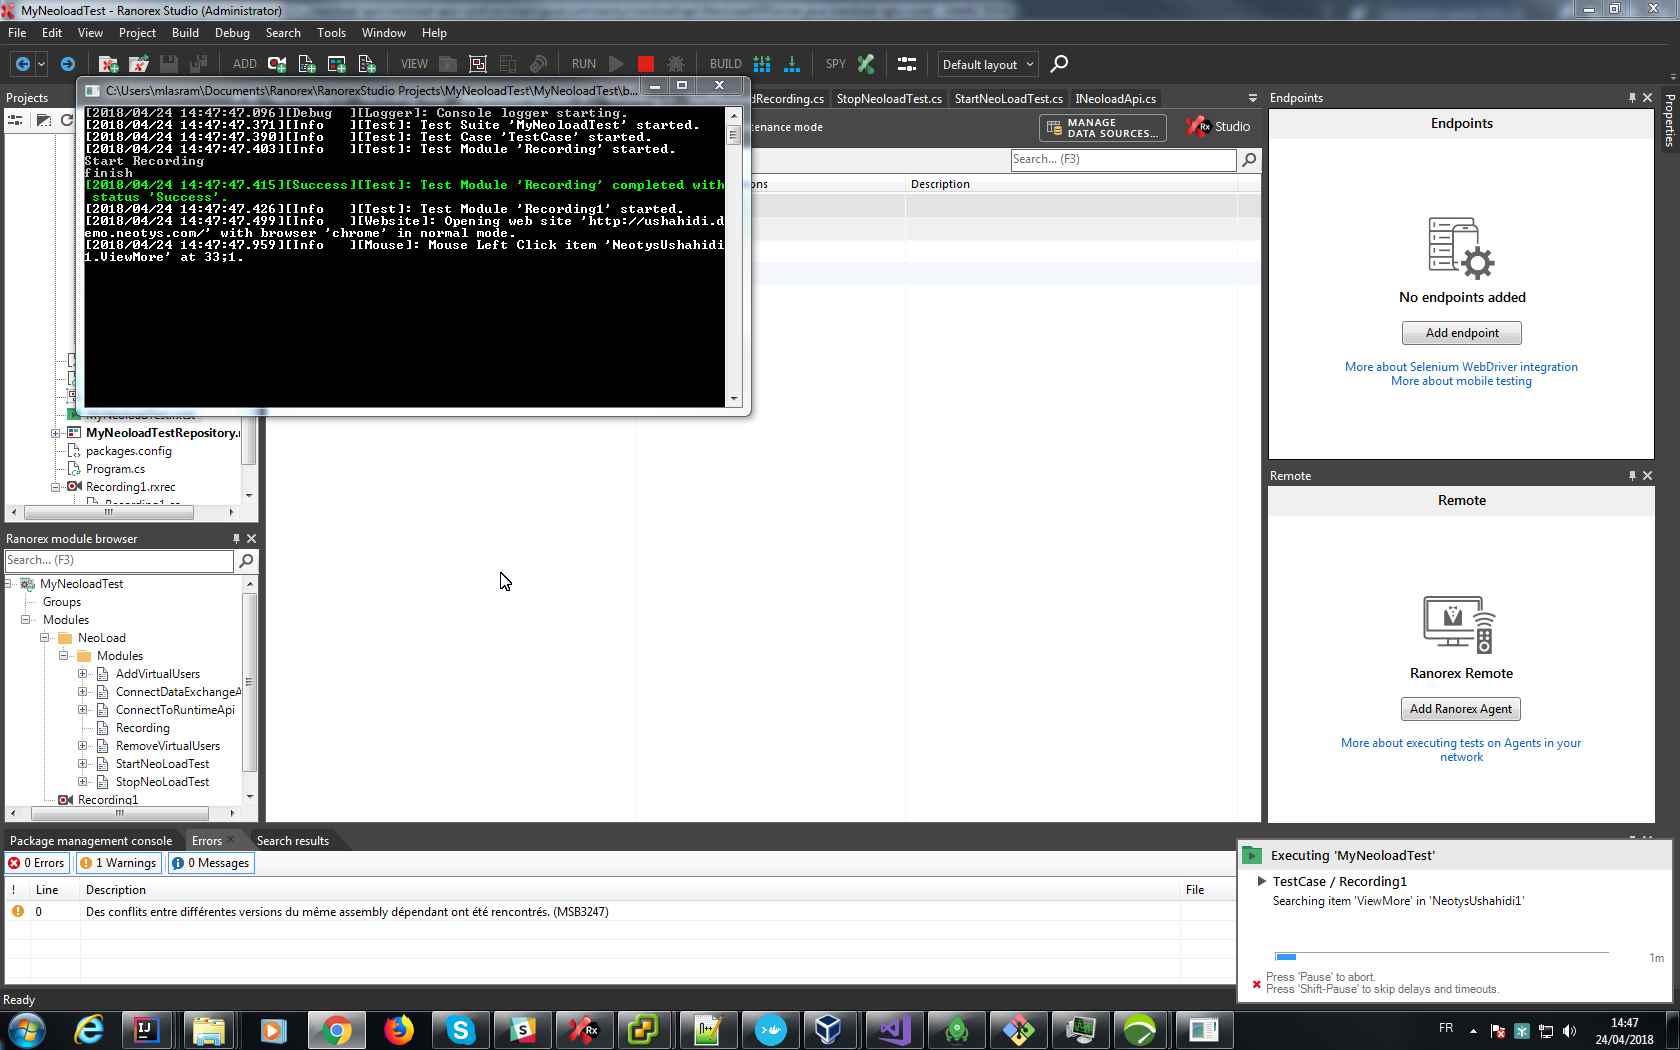 MyNeoloadTest - Ranorex Studio (Administrator)
File Edit View Project Build Debug Search Tools Window Help
ADD VIEW RUN BUILD SPY Default layout
Projects
C:\Users\mlasram\Documents\Ranorex\RanorexStudio Projects\MyNeoloadTest\MyNeoloadTest\b...
[2018/04/24 14:47:47.096][Debug ][Logger]: Console logger starting.
[2018/04/24 14:47:47.371][Info ][Test]: Test Suite 'MyNeoloadTest' started.
[2018/04/24 14:47:47.390][Info ][Test]: Test Case 'TestCase' started.
[2018/04/24 14:47:47.403][Info ][Test]: Test Module 'Recording' started.
Start Recording
finish
[2018/04/24 14:47:47.415][Success][Test]: Test Module 'Recording' completed with
status 'Success'.
[2018/04/24 14:47:47.426][Info ][Test]: Test Module 'Recording1' started.
[2018/04/24 14:47:47.499][Info ][Website]: Opening web site 'http://ushahidi.d
emo.neotys.com/' with browser 'chrome' in normal mode.
[2018/04/24 14:47:47.959][Info ][Mouse]: Mouse Left Click item 'NeotysUshahidi
1.ViewMore' at 33;1.
dRecording.cs StopNeoloadTest.cs StartNeoLoadTest.cs INeoloadApi.cs
enance mode
MANAGE
DATA SOURCES...
Rx Studio
Search... (F3)
ons Description
MyNeoloadTestRepository.
packages.config
Program.cs
Recording1.rxrec
Ranorex module browser
Search... (F3)
MyNeoloadTest
Groups
Modules
NeoLoad
Modules
AddVirtualUsers
ConnectDataExchangeA
ConnectToRuntimeApi
Recording
RemoveVirtualUsers
StartNeoLoadTest
StopNeoLoadTest
Recording1
Endpoints
Properties
Endpoints
No endpoints added
Add endpoint
More about Selenium WebDriver integration
More about mobile testing
Remote
Remote
Ranorex Remote
Add Ranorex Agent
More about executing tests on Agents in your
network
Package management console Errors Search results
0 Errors 1 Warnings 0 Messages
! Line Description File
0 Des conflits entre différentes versions du même assembly dépendant ont été rencontrés. (MSB3247)
Executing 'MyNeoloadTest'
TestCase / Recording1
Searching item 'ViewMore' in 'NeotysUshahidi1'
1m
Press 'Pause' to abort.
Press 'Shift-Pause' to skip delays and timeouts.
Ready
FR
14:47
24/04/2018